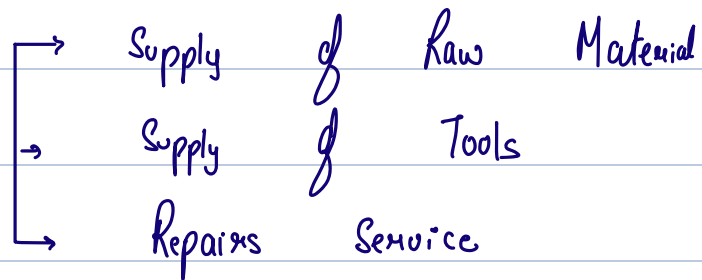 Supply of Raw Material
Supply of Tools
Repairs Service